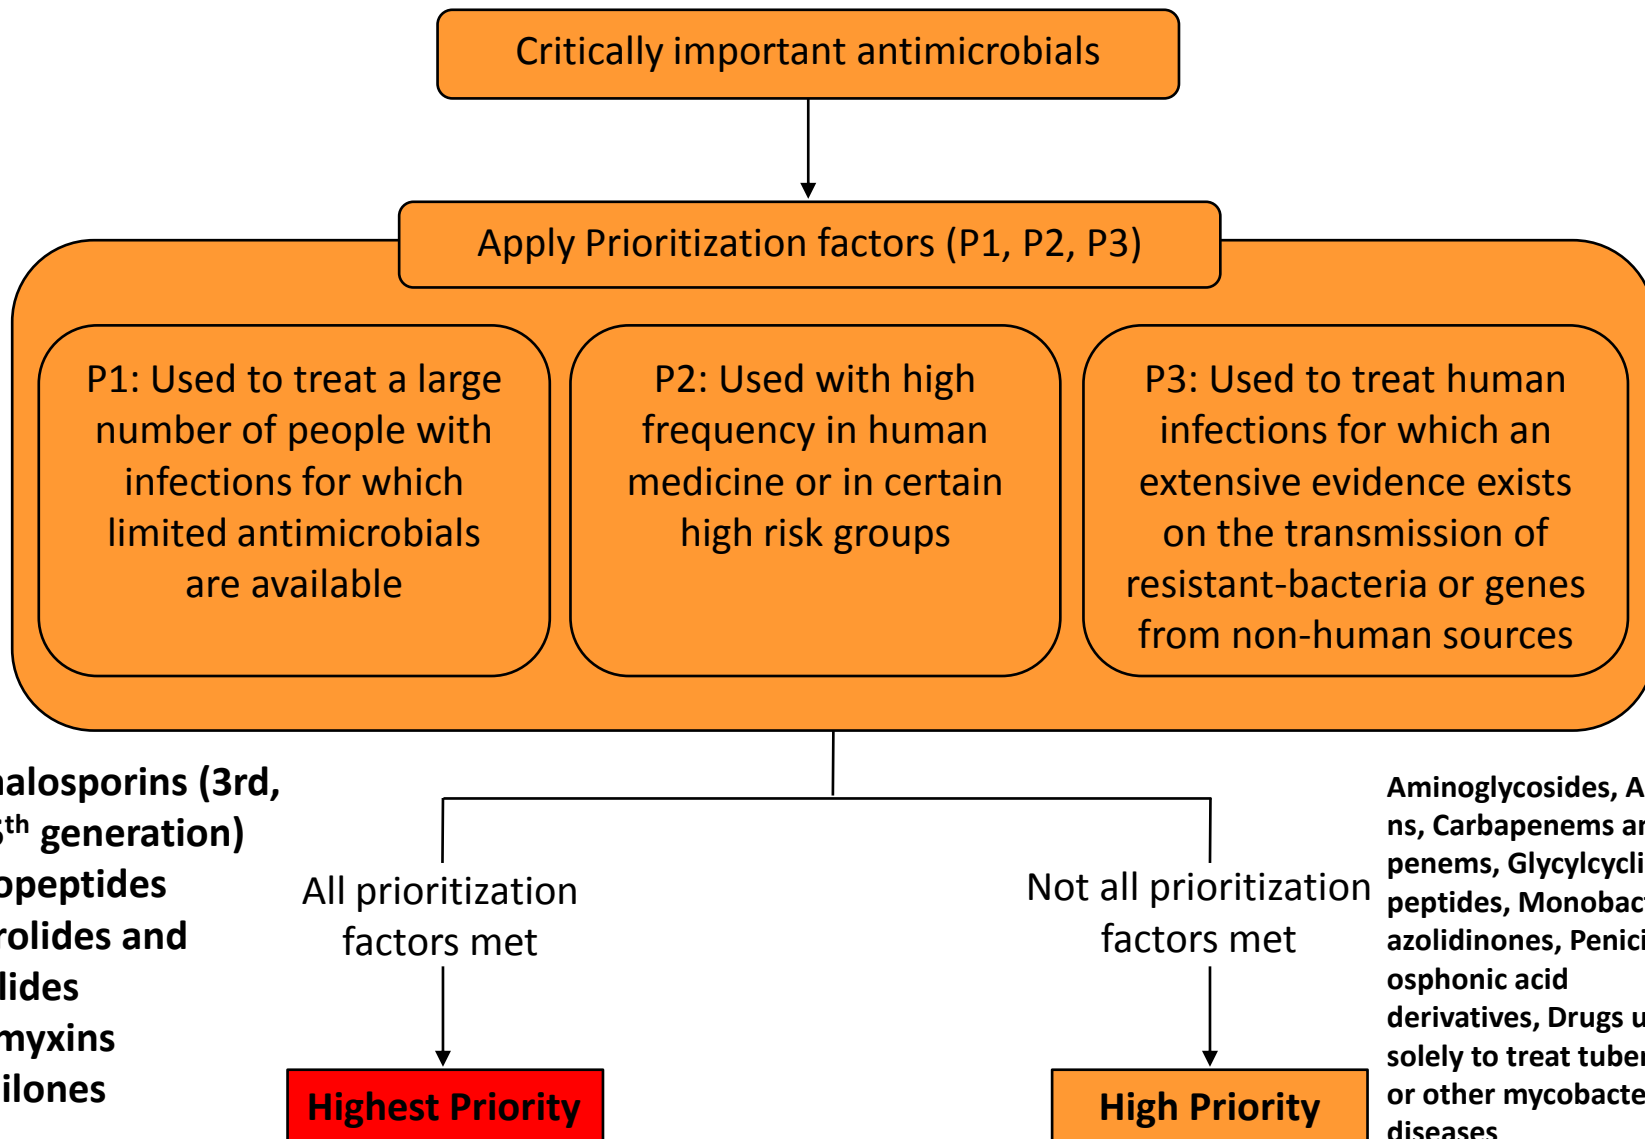 Critically important antimicrobials
Apply Prioritization factors (P1, P2, P3)
P1: Used to treat a large
number of people with
infections for which
limited antimicrobials
are available
P2: Used with high
frequency in human
medicine or in certain
high risk groups
P3: Used to treat human
infections for which an
extensive evidence exists
on the transmission of
resistant-bacteria or genes
from non-human sources
halosporins (3rd,
5th generation)
opeptides
rolides and
lides
myxins
ilones
All prioritization
factors met
Highest Priority
Not all prioritization
factors met
High Priority
Aminoglycosides, A
ns, Carbapenems an
penems, Glycylcycli
peptides, Monobact
azolidinones, Penici
osphonic acid
derivatives, Drugs u
solely to treat tuber
or other mycobacte
diseases